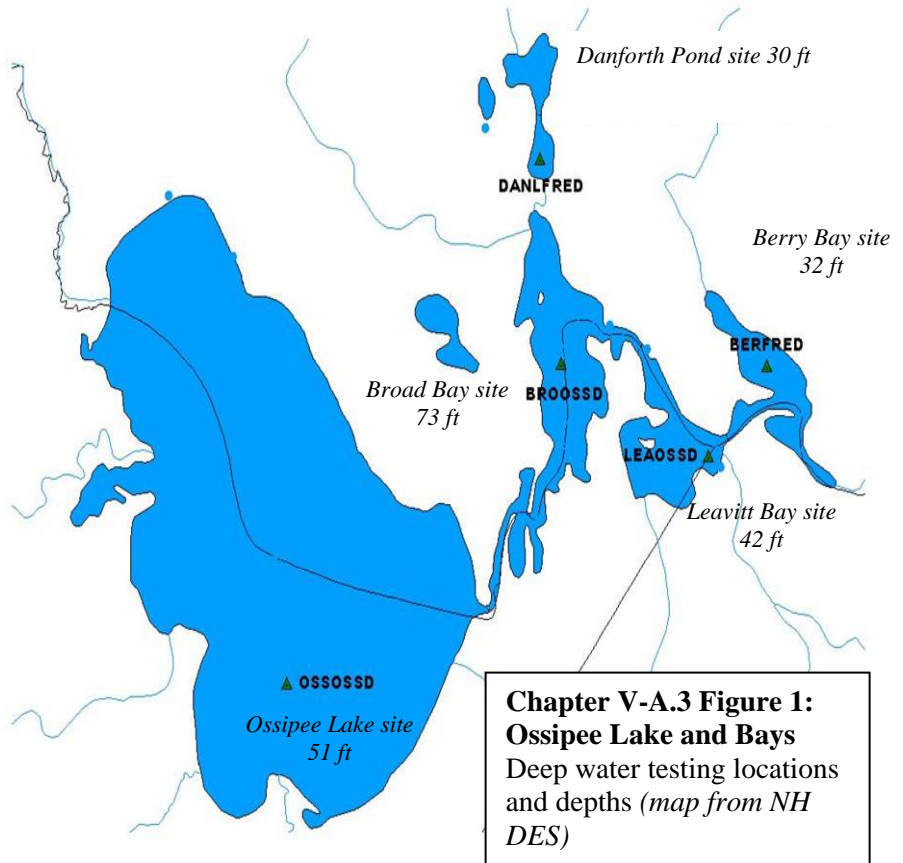 Danforth Pond site 30 ft
DANLFRED
Berry Bay site
32 ft
BERFRED
Broad Bay site
73 ft
BROOSSD
LEAOSSD
Leavitt Bay site
42 ft
OSSOSSD
Ossipee Lake site
51 ft
Chapter V-A.3 Figure 1:
Ossipee Lake and Bays
Deep water testing locations
and depths (map from NH
DES)